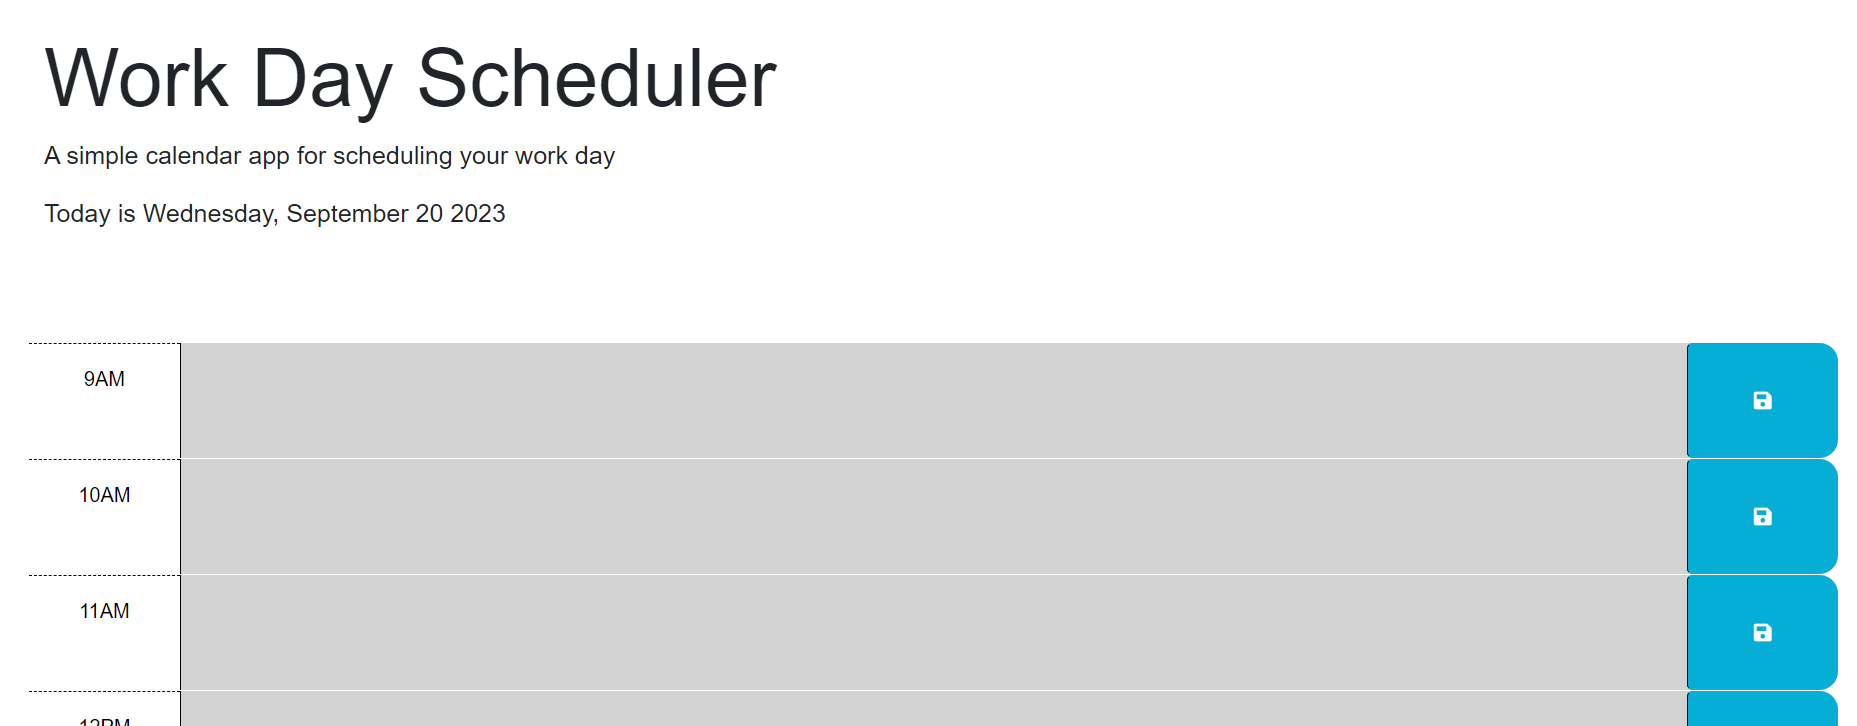 Work Day Scheduler
A simple calendar app for scheduling your work day
Today is Wednesday, September 20 2023
9AM
10AM
11AM
12PM